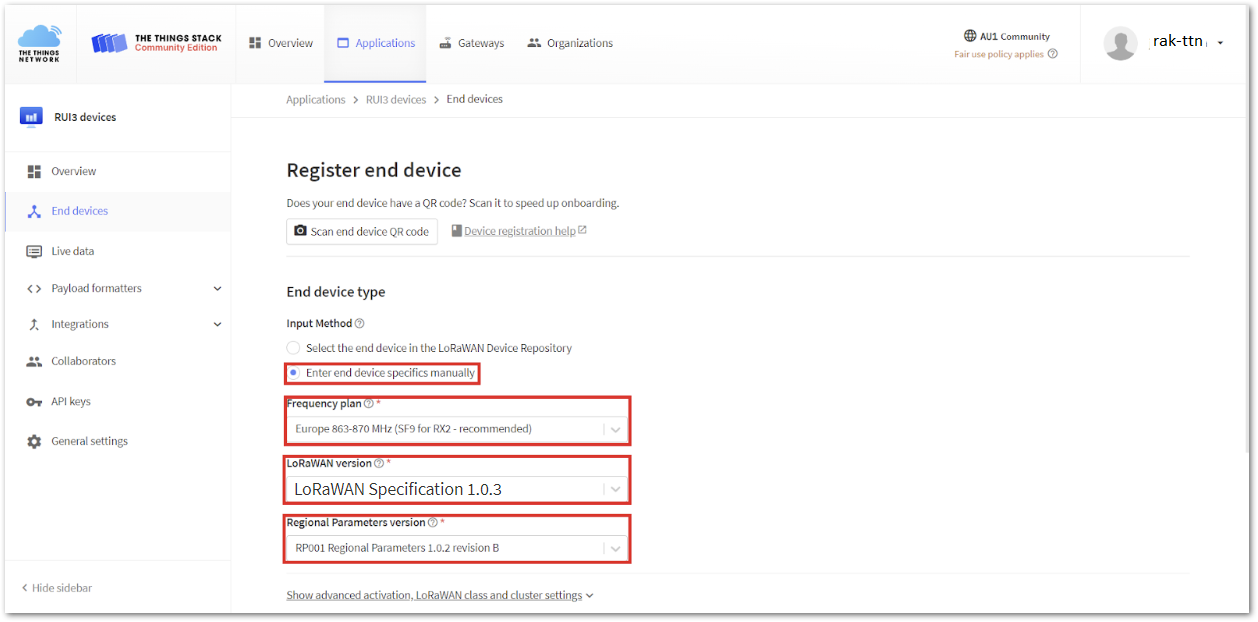 THE THINGS
NETWORK
THE THINGS STACK
Community Edition
Overview
Applications
Gateways
Organizations
AU1 Community
Fair use policy applies
rak-ttn
RUI3 devices
Overview
End devices
Live data
Payload formatters
Integrations
Collaborators
API keys
General settings
Hide sidebar
Applications > RUI3 devices > End devices
Register end device
Does your end device have a QR code? Scan it to speed up onboarding.
Scan end device QR code
Device registration help
End device type
Input Method
Select the end device in the LoRaWAN Device Repository
Enter end device specifics manually
Frequency plan *
Europe 863-870 MHz (SF9 for RX2 - recommended)
LoRaWAN version *
LoRaWAN Specification 1.0.3
Regional Parameters version *
RP001 Regional Parameters 1.0.2 revision B
Show advanced activation, LoRaWAN class and cluster settings